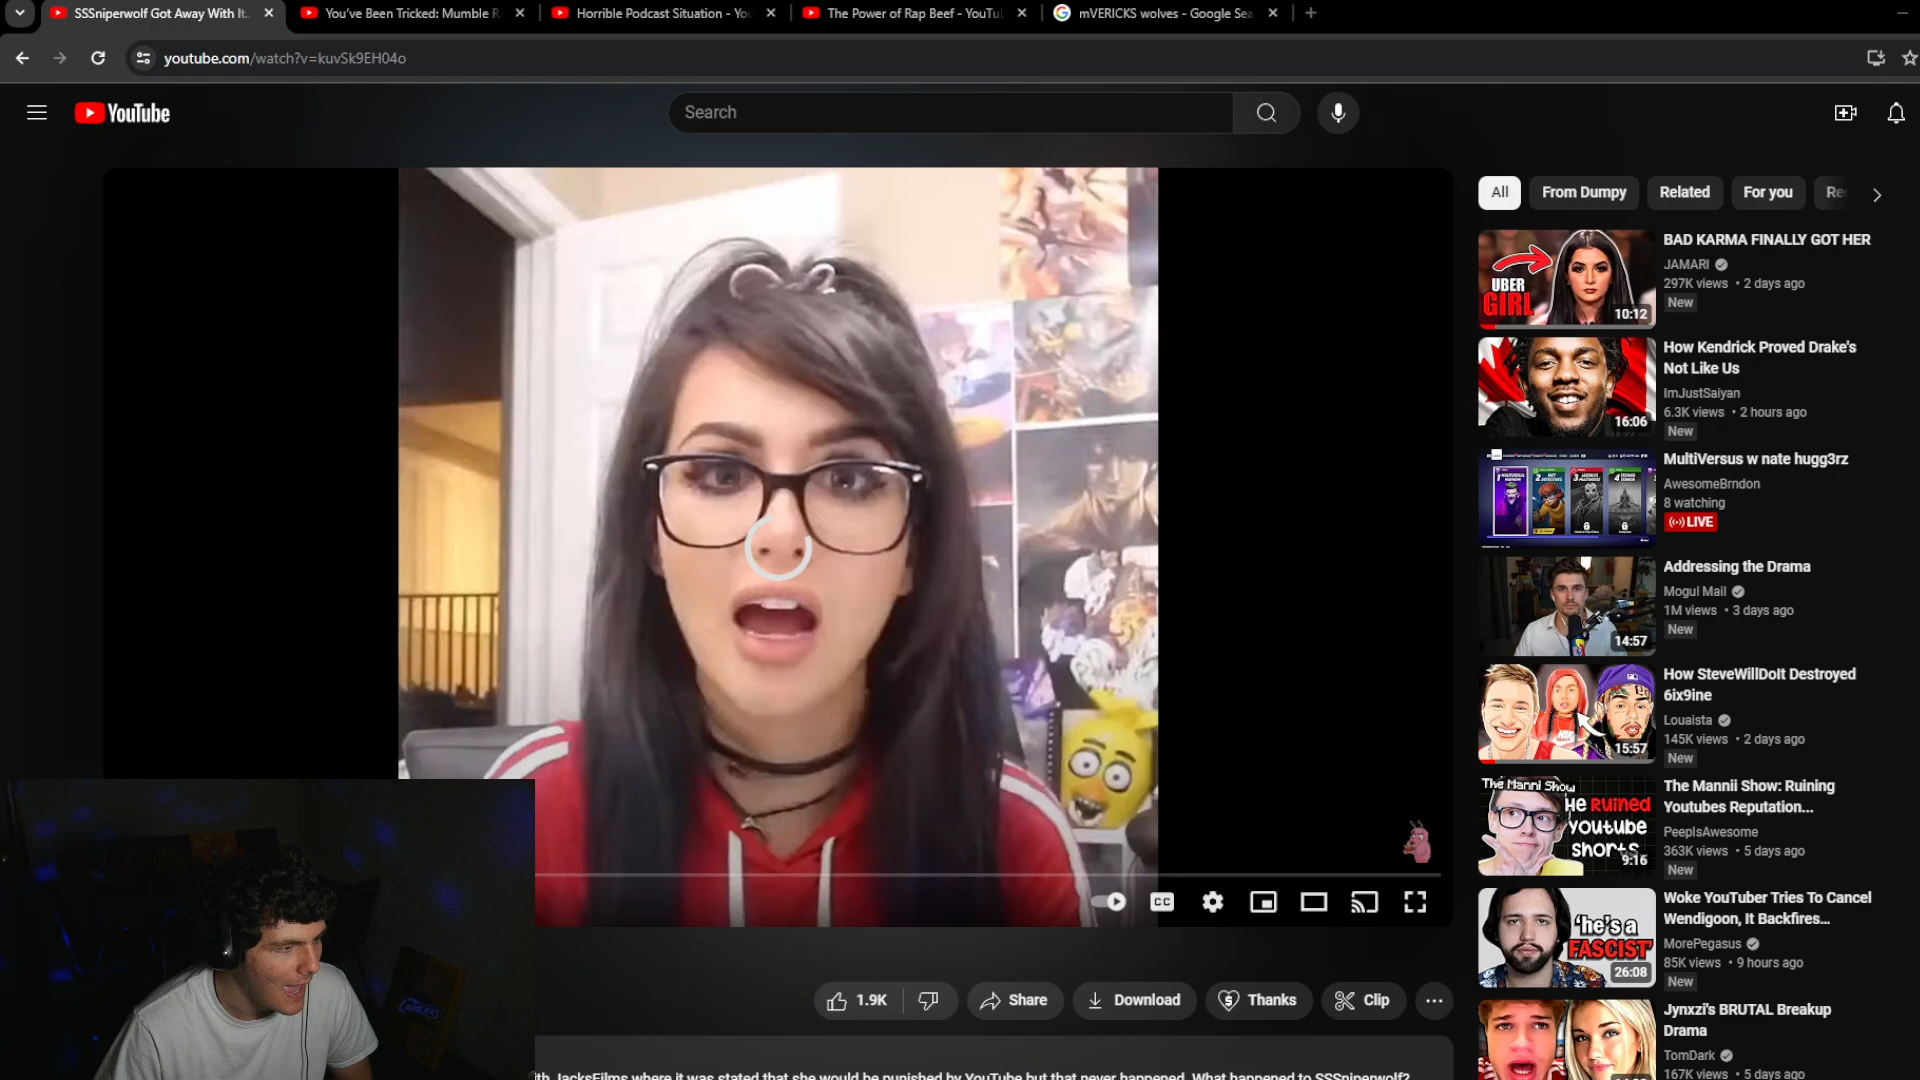 SSSniperwolf Got Away With It.
You've Been Tricked: Mumble R
Horrible Podcast Situation - You
The Power of Rap Beef - YouTu
mVERICKS wolves - Google Sea
youtube.com/watch?v=kuvSk9EH04o
YouTube
Search
All
From Dumpy
Related
For you
Re
UBER
GIRL
10:12
BAD KARMA FINALLY GOT HER
JAMARI
297K views • 2 days ago
New
16:06
How Kendrick Proved Drake's
Not Like Us
ImJustSaiyan
6.3K views • 2 hours ago
New
MultiVersus w nate hugg3rz
AwesomeBrndon
8 watching
LIVE
14:57
Addressing the Drama
Mogul Mail
1M views • 3 days ago
New
15:57
How SteveWillDoIt Destroyed
6ix9ine
Louaista
145K views • 2 days ago
New
The Manni Show
HE RUINED
YOUTUBE
SHORTS
9:16
The Mannii Show: Ruining
Youtubes Reputation...
PeepIsAwesome
363K views • 5 days ago
New
'he's a
FASCIST'
26:08
Woke YouTuber Tries To Cancel
Wendigoon, It Backfires...
MorePegasus
85K views • 9 hours ago
New
Jynxzi's BRUTAL Breakup
Drama
TomDark
167K views • 5 days ago
CC
1.9K
Share
Download
Thanks
Clip
CAVALIERS
ith JacksFilms where it was stated that she would be punished by YouTube but that never happened. What happened to SSSniperwolf?